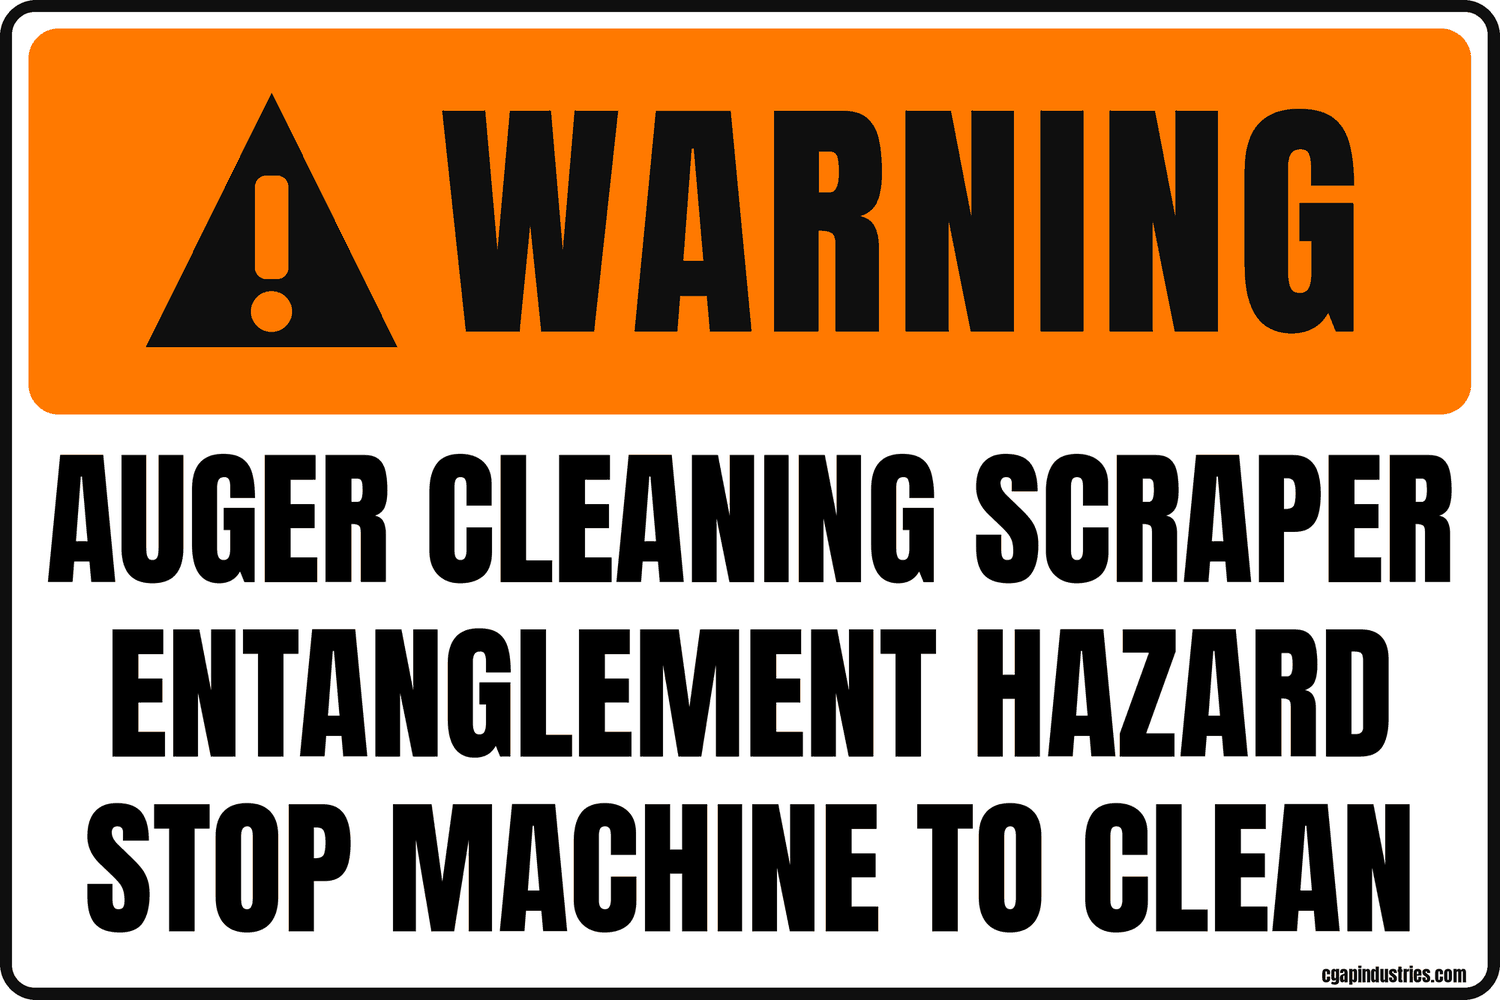 WARNING
AUGER CLEANING SCRAPER
ENTANGLEMENT HAZARD
STOP MACHINE TO CLEAN
cgapindustries.com